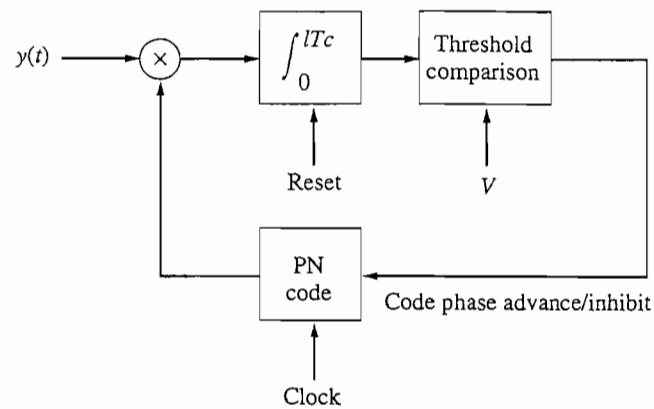 y(t)
×
∫₀^lTc
Threshold
comparison
Reset
V
PN
code
Code phase advance/inhibit
Clock